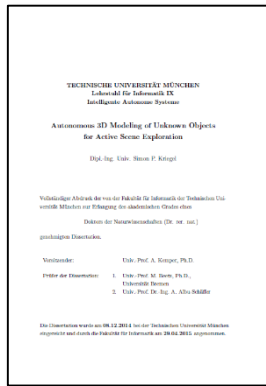 TECHNISCHE UNIVERSITÄT MÜNCHEN
Lehrstuhl für Informatik IX
Intelligente Autonome Systeme
Autonomous 3D Modeling of Unknown Objects
for Active Scene Exploration
Dipl.-Ing. Univ. Simon P. Kriegel
Vollständiger Abdruck der von der Fakultät für Informatik der Technischen Uni-
versität München zur Erlangung des akademischen Grades eines
Doktors der Naturwissenschaften (Dr. rer. nat.)
genehmigten Dissertation.
Vorsitzender: Univ.-Prof. A. Kemper, Ph.D.
Prüfer der Dissertation: 1. Univ.-Prof. M. Beetz, Ph.D.,
Universität Bremen
2. Univ.-Prof. Dr.-Ing. A. Albu-Schäffer
Die Dissertation wurde am 08.12.2014 bei der Technischen Universität München
eingereicht und durch die Fakultät für Informatik am 28.04.2015 angenommen.